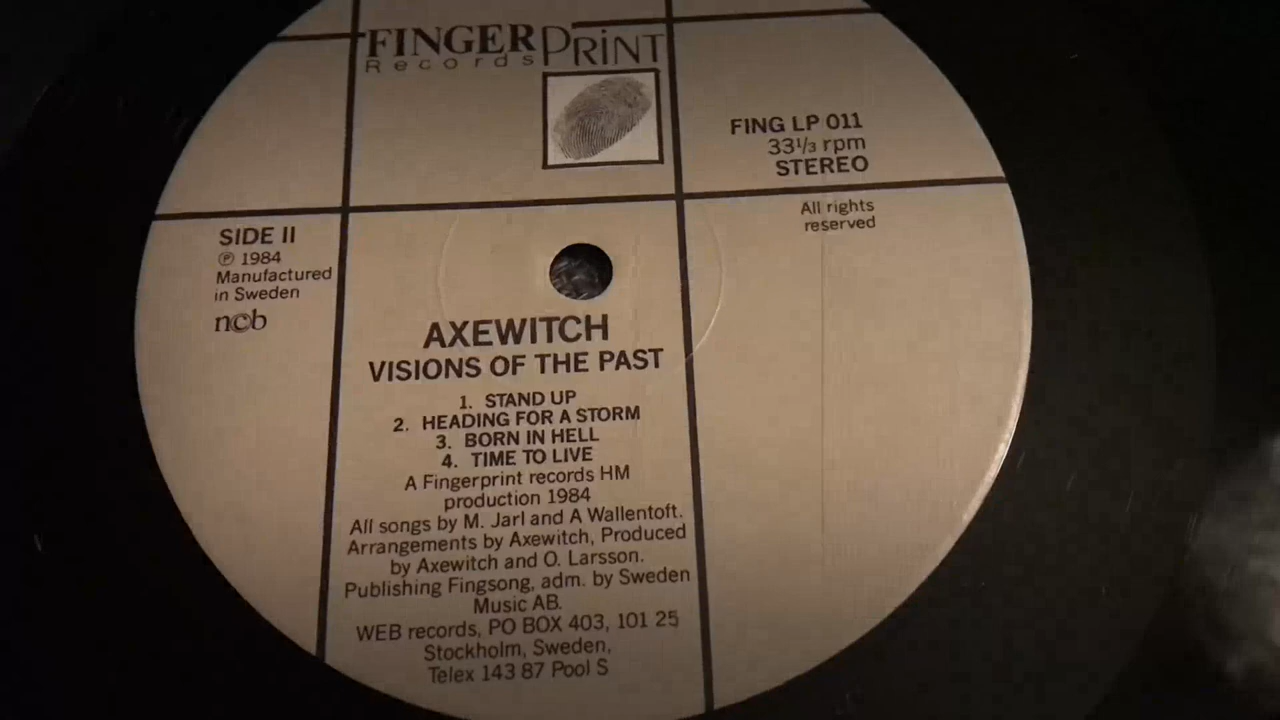 FINGERPRiNT
Records
FING LP 011
33⅓ rpm
STEREO
All rights
reserved
SIDE II
℗ 1984
Manufactured
in Sweden
ncb
AXEWITCH
VISIONS OF THE PAST
1. STAND UP
2. HEADING FOR A STORM
3. BORN IN HELL
4. TIME TO LIVE
A Fingerprint records HM
production 1984
All songs by M. Jarl and A Wallentoft.
Arrangements by Axewitch, Produced
by Axewitch and O. Larsson.
Publishing Fingsong, adm. by Sweden
Music AB.
WEB records, PO BOX 403, 101 25
Stockholm, Sweden,
Telex 143 87 Pool S